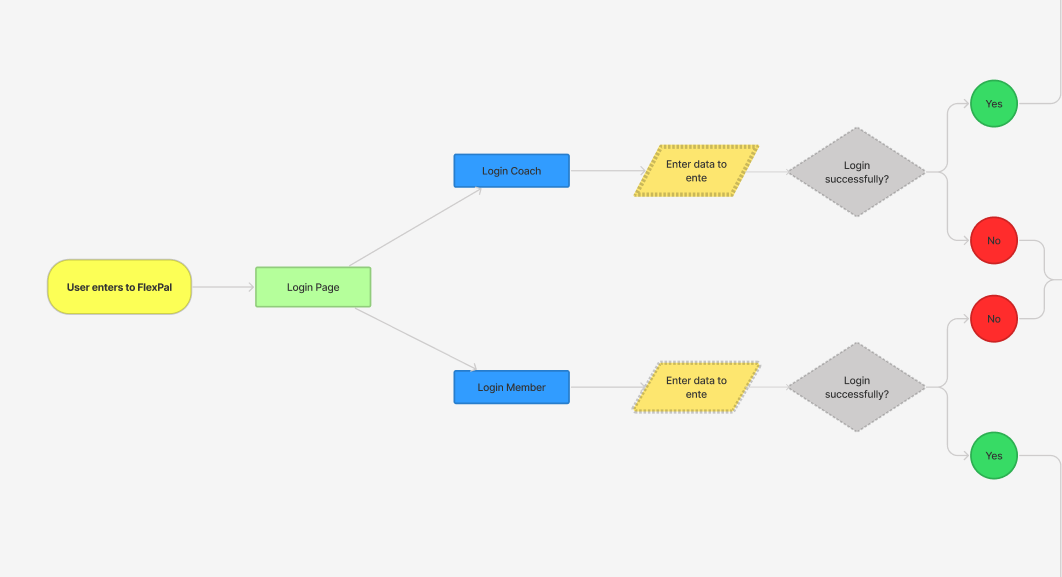 Yes
Login Coach
Enter data to
ente
Login
successfully?
No
User enters to FlexPal
Login Page
No
Login Member
Enter data to
ente
Login
successfully?
Yes